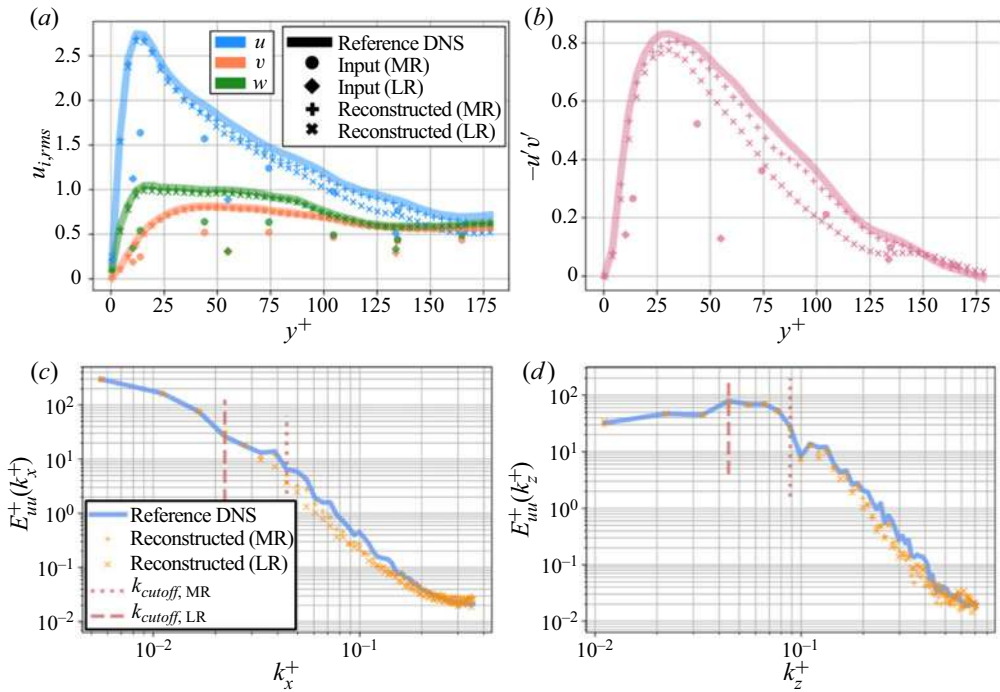 (a)
2.5
2.0
1.5
1.0
0.5
0
u_{i,rms}
0 25 50 75 100 125 150 175
y^+
u
v
w
Reference DNS
Input (MR)
Input (LR)
Reconstructed (MR)
Reconstructed (LR)
(b)
0.8
0.6
0.4
0.2
0
−u′v′
0 25 50 75 100 125 150 175
y^+
(c)
10^2
10^1
10^0
10^{−1}
10^{−2}
E^+_{uu}(k^+_x)
Reference DNS
Reconstructed (MR)
Reconstructed (LR)
k_{cutoff, MR}
k_{cutoff, LR}
10^{−2} 10^{−1}
k^+_x
(d)
10^2
10^1
10^0
10^{−1}
10^{−2}
E^+_{uu}(k^+_z)
10^{−2} 10^{−1}
k^+_z